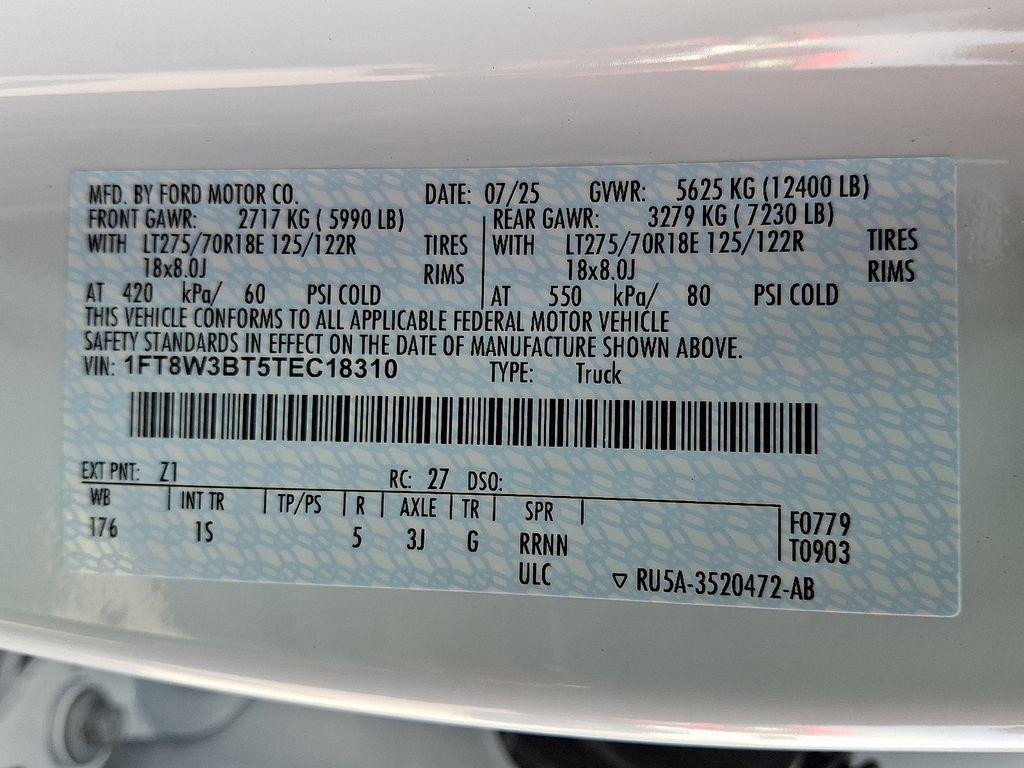 MFD. BY FORD MOTOR CO. DATE: 07/25 GVWR: 5625 KG (12400 LB)
FRONT GAWR: 2717 KG ( 5990 LB) REAR GAWR: 3279 KG ( 7230 LB)
WITH LT275/70R18E 125/122R TIRES WITH LT275/70R18E 125/122R TIRES
18x8.0J RIMS 18x8.0J RIMS
AT 420 kPa/ 60 PSI COLD AT 550 kPa/ 80 PSI COLD
THIS VEHICLE CONFORMS TO ALL APPLICABLE FEDERAL MOTOR VEHICLE
SAFETY STANDARDS IN EFFECT ON THE DATE OF MANUFACTURE SHOWN ABOVE.
VIN: 1FT8W3BT5TEC18310 TYPE: Truck
EXT PNT: Z1 RC: 27 DSO:
WB INT TR TP/PS R AXLE TR SPR
176 1S 5 3J G RRNN
ULC
F0779
T0903
▽ RU5A-3520472-AB